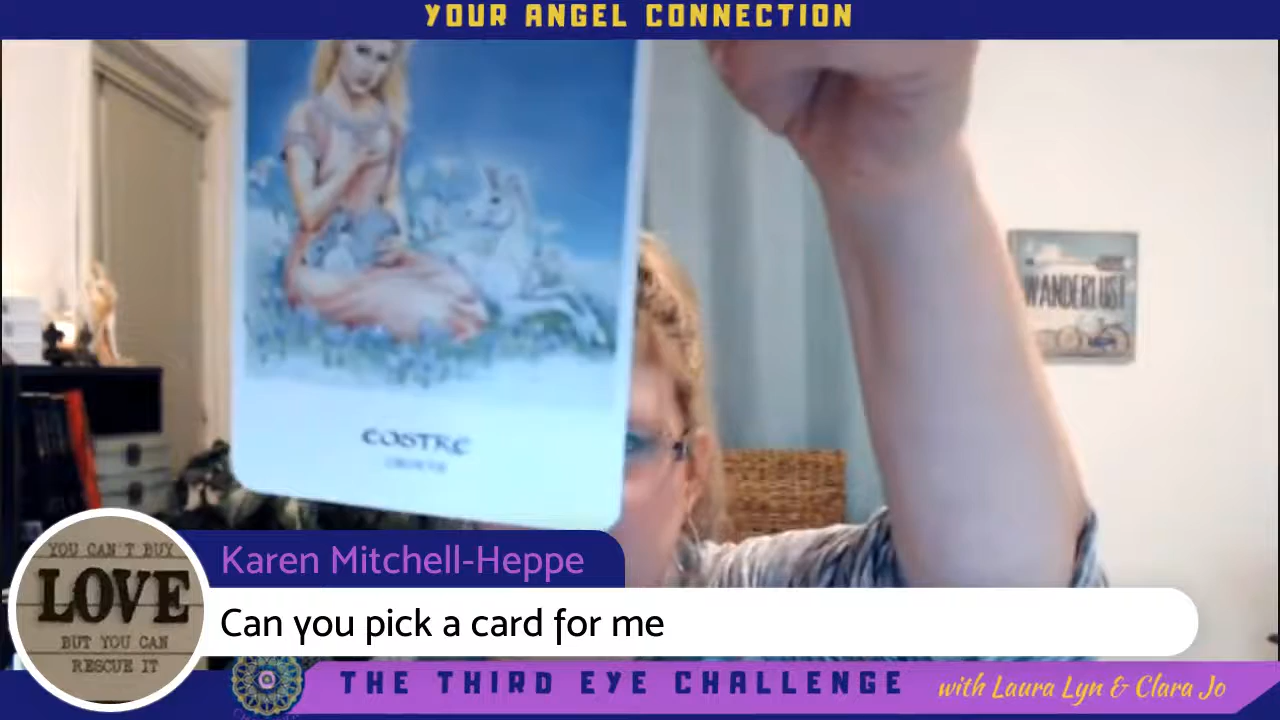 YOUR ANGEL CONNECTION
WANDERLUST
EOSTRE
YOU CAN'T BUY
LOVE
BUT YOU CAN
RESCUE IT
Karen Mitchell-Heppe
Can you pick a card for me
THE THIRD EYE CHALLENGE
with Laura Lyn & Clara Jo